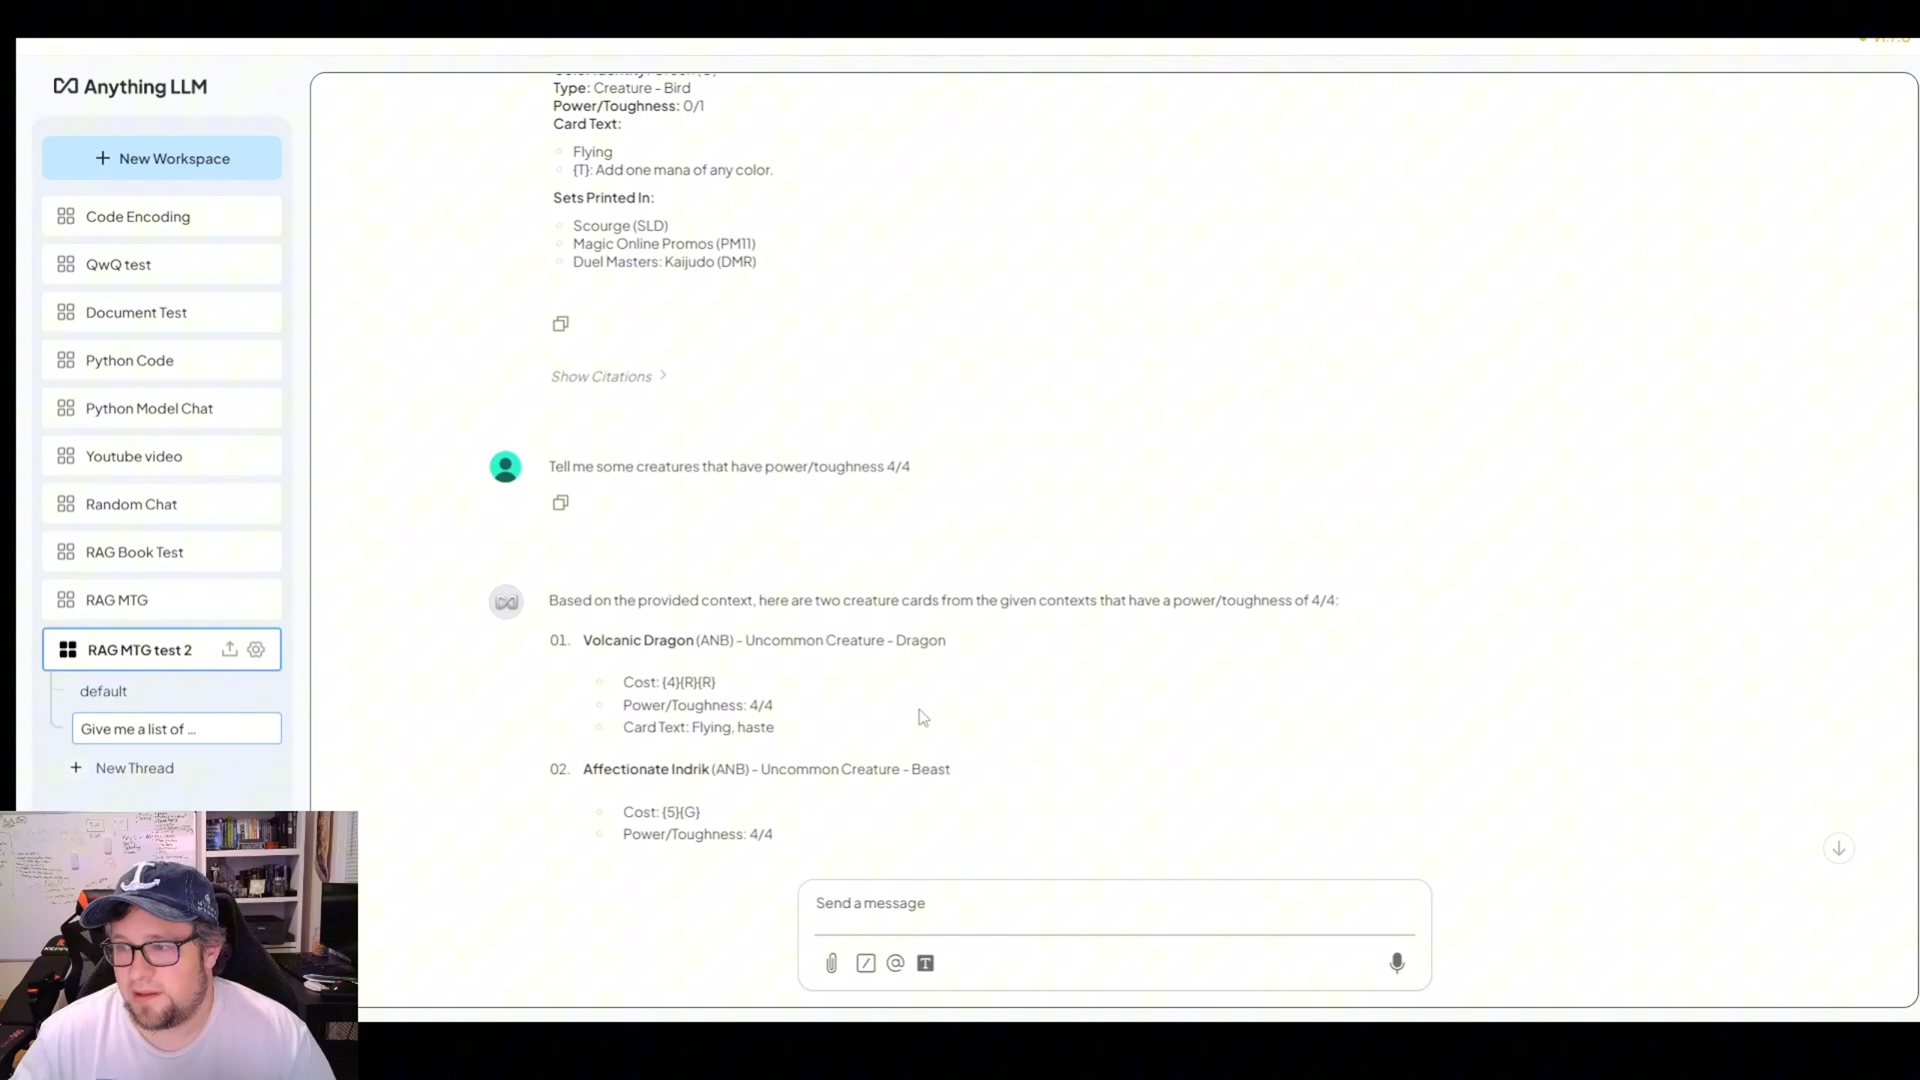 Anything LLM
New Workspace
Code Encoding
QwQ test
Document Test
Python Code
Python Model Chat
Youtube video
Random Chat
RAG Book Test
RAG MTG
RAG MTG test 2
default
Give me a list of ...
New Thread
Type: Creature - Bird
Power/Toughness: 0/1
Card Text:
Flying
{T}: Add one mana of any color.
Sets Printed In:
Scourge (SLD)
Magic Online Promos (PM11)
Duel Masters: Kaijudo (DMR)
Show Citations
Tell me some creatures that have power/toughness 4/4
Based on the provided context, here are two creature cards from the given contexts that have a power/toughness of 4/4:
01. Volcanic Dragon (ANB) - Uncommon Creature - Dragon
Cost: {4}{R}{R}
Power/Toughness: 4/4
Card Text: Flying, haste
02. Affectionate Indrik (ANB) - Uncommon Creature - Beast
Cost: {5}{G}
Power/Toughness: 4/4
Send a message